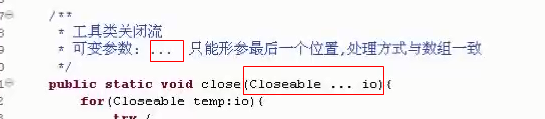 /**
* 工具类关闭流
* 可变参数: ... 只能形参最后一个位置,处理方式与数组一致
*/
public static void close(Closeable ... io){
for(Closeable temp:io){
try {